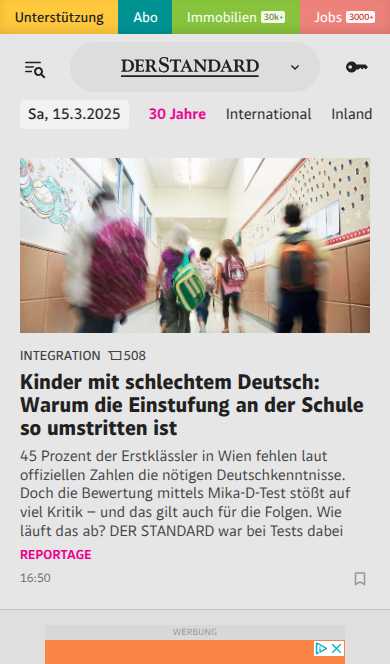 Unterstützung Abo Immobilien 30k+ Jobs 3000+
DERSTANDARD
Sa, 15.3.2025 30 Jahre International Inland
INTEGRATION 508
Kinder mit schlechtem Deutsch:
Warum die Einstufung an der Schule
so umstritten ist
45 Prozent der Erstklässler in Wien fehlen laut
offiziellen Zahlen die nötigen Deutschkenntnisse.
Doch die Bewertung mittels Mika-D-Test stößt auf
viel Kritik – und das gilt auch für die Folgen. Wie
läuft das ab? DER STANDARD war bei Tests dabei
REPORTAGE
16:50
WERBUNG